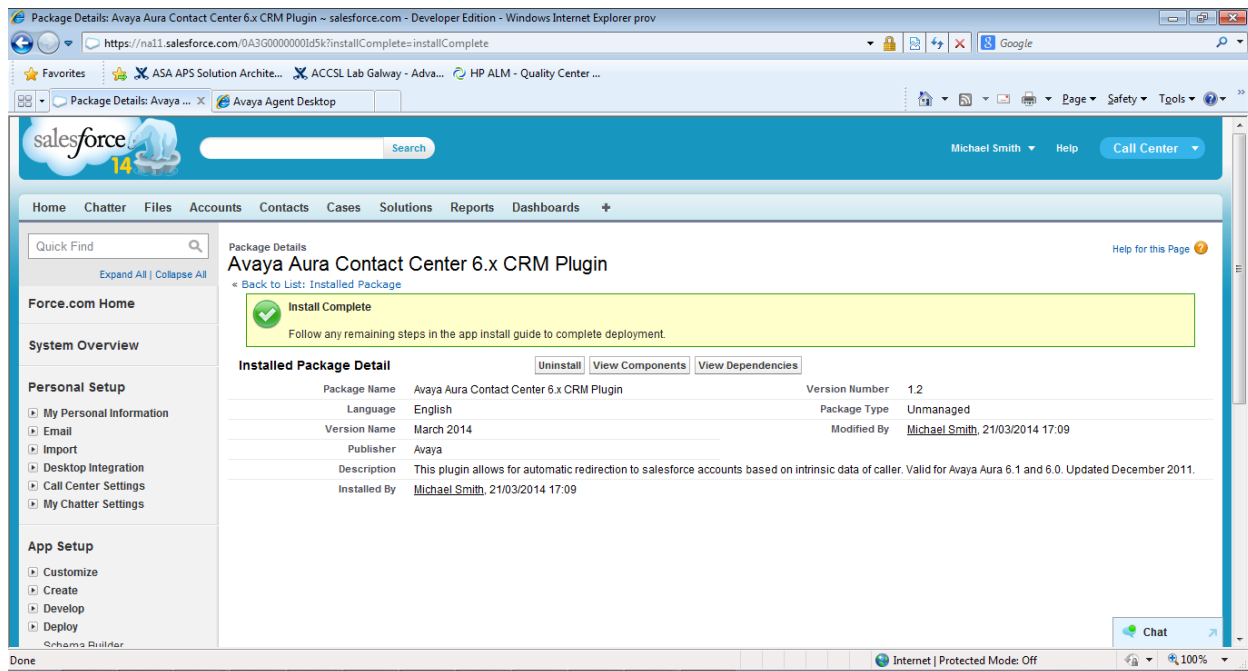 Package Details: Avaya Aura Contact Center 6.x CRM Plugin ~ salesforce.com - Developer Edition - Windows Internet Explorer prov
https://na11.salesforce.com/0A3G0000000Id5k?installComplete=installComplete
Google
Favorites ASA APS Solution Archite... ACCSL Lab Galway - Adva... HP ALM - Quality Center ...
Package Details: Avaya ... X Avaya Agent Desktop
Page Safety Tools
salesforce
14
Search
Michael Smith Help Call Center
Home Chatter Files Accounts Contacts Cases Solutions Reports Dashboards +
Quick Find
Expand All | Collapse All
Force.com Home
System Overview
Personal Setup
My Personal Information
Email
Import
Desktop Integration
Call Center Settings
My Chatter Settings
App Setup
Customize
Create
Develop
Deploy
Schema Builder
Package Details
Help for this Page
Avaya Aura Contact Center 6.x CRM Plugin
« Back to List: Installed Package
Install Complete
Follow any remaining steps in the app install guide to complete deployment.
Installed Package Detail
Uninstall View Components View Dependencies
Package Name Avaya Aura Contact Center 6.x CRM Plugin Version Number 1.2
Language English Package Type Unmanaged
Version Name March 2014 Modified By Michael Smith, 21/03/2014 17:09
Publisher Avaya
Description This plugin allows for automatic redirection to salesforce accounts based on intrinsic data of caller. Valid for Avaya Aura 6.1 and 6.0. Updated December 2011.
Installed By Michael Smith, 21/03/2014 17:09
Chat
Done Internet | Protected Mode: Off 100%